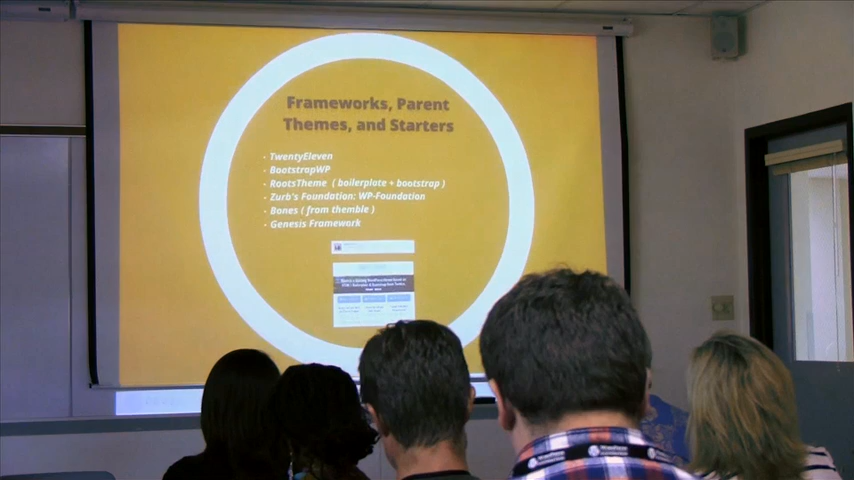 Frameworks, Parent
Themes, and Starters
· TwentyEleven
· BootstrapWP
· RootsTheme ( boilerplate + bootstrap )
· Zurb's Foundation: WP-Foundation
· Bones ( from themble )
· Genesis Framework